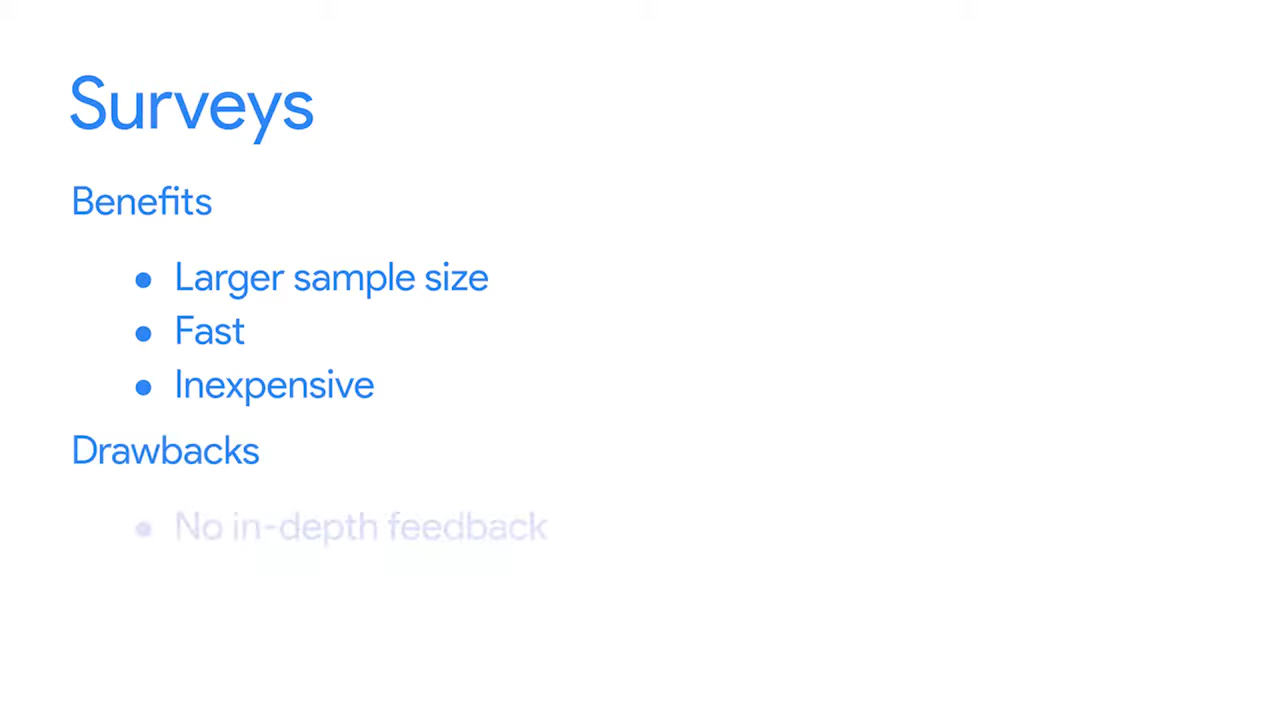 Surveys
Benefits
● Larger sample size
● Fast
● Inexpensive
Drawbacks
● No in-depth feedback